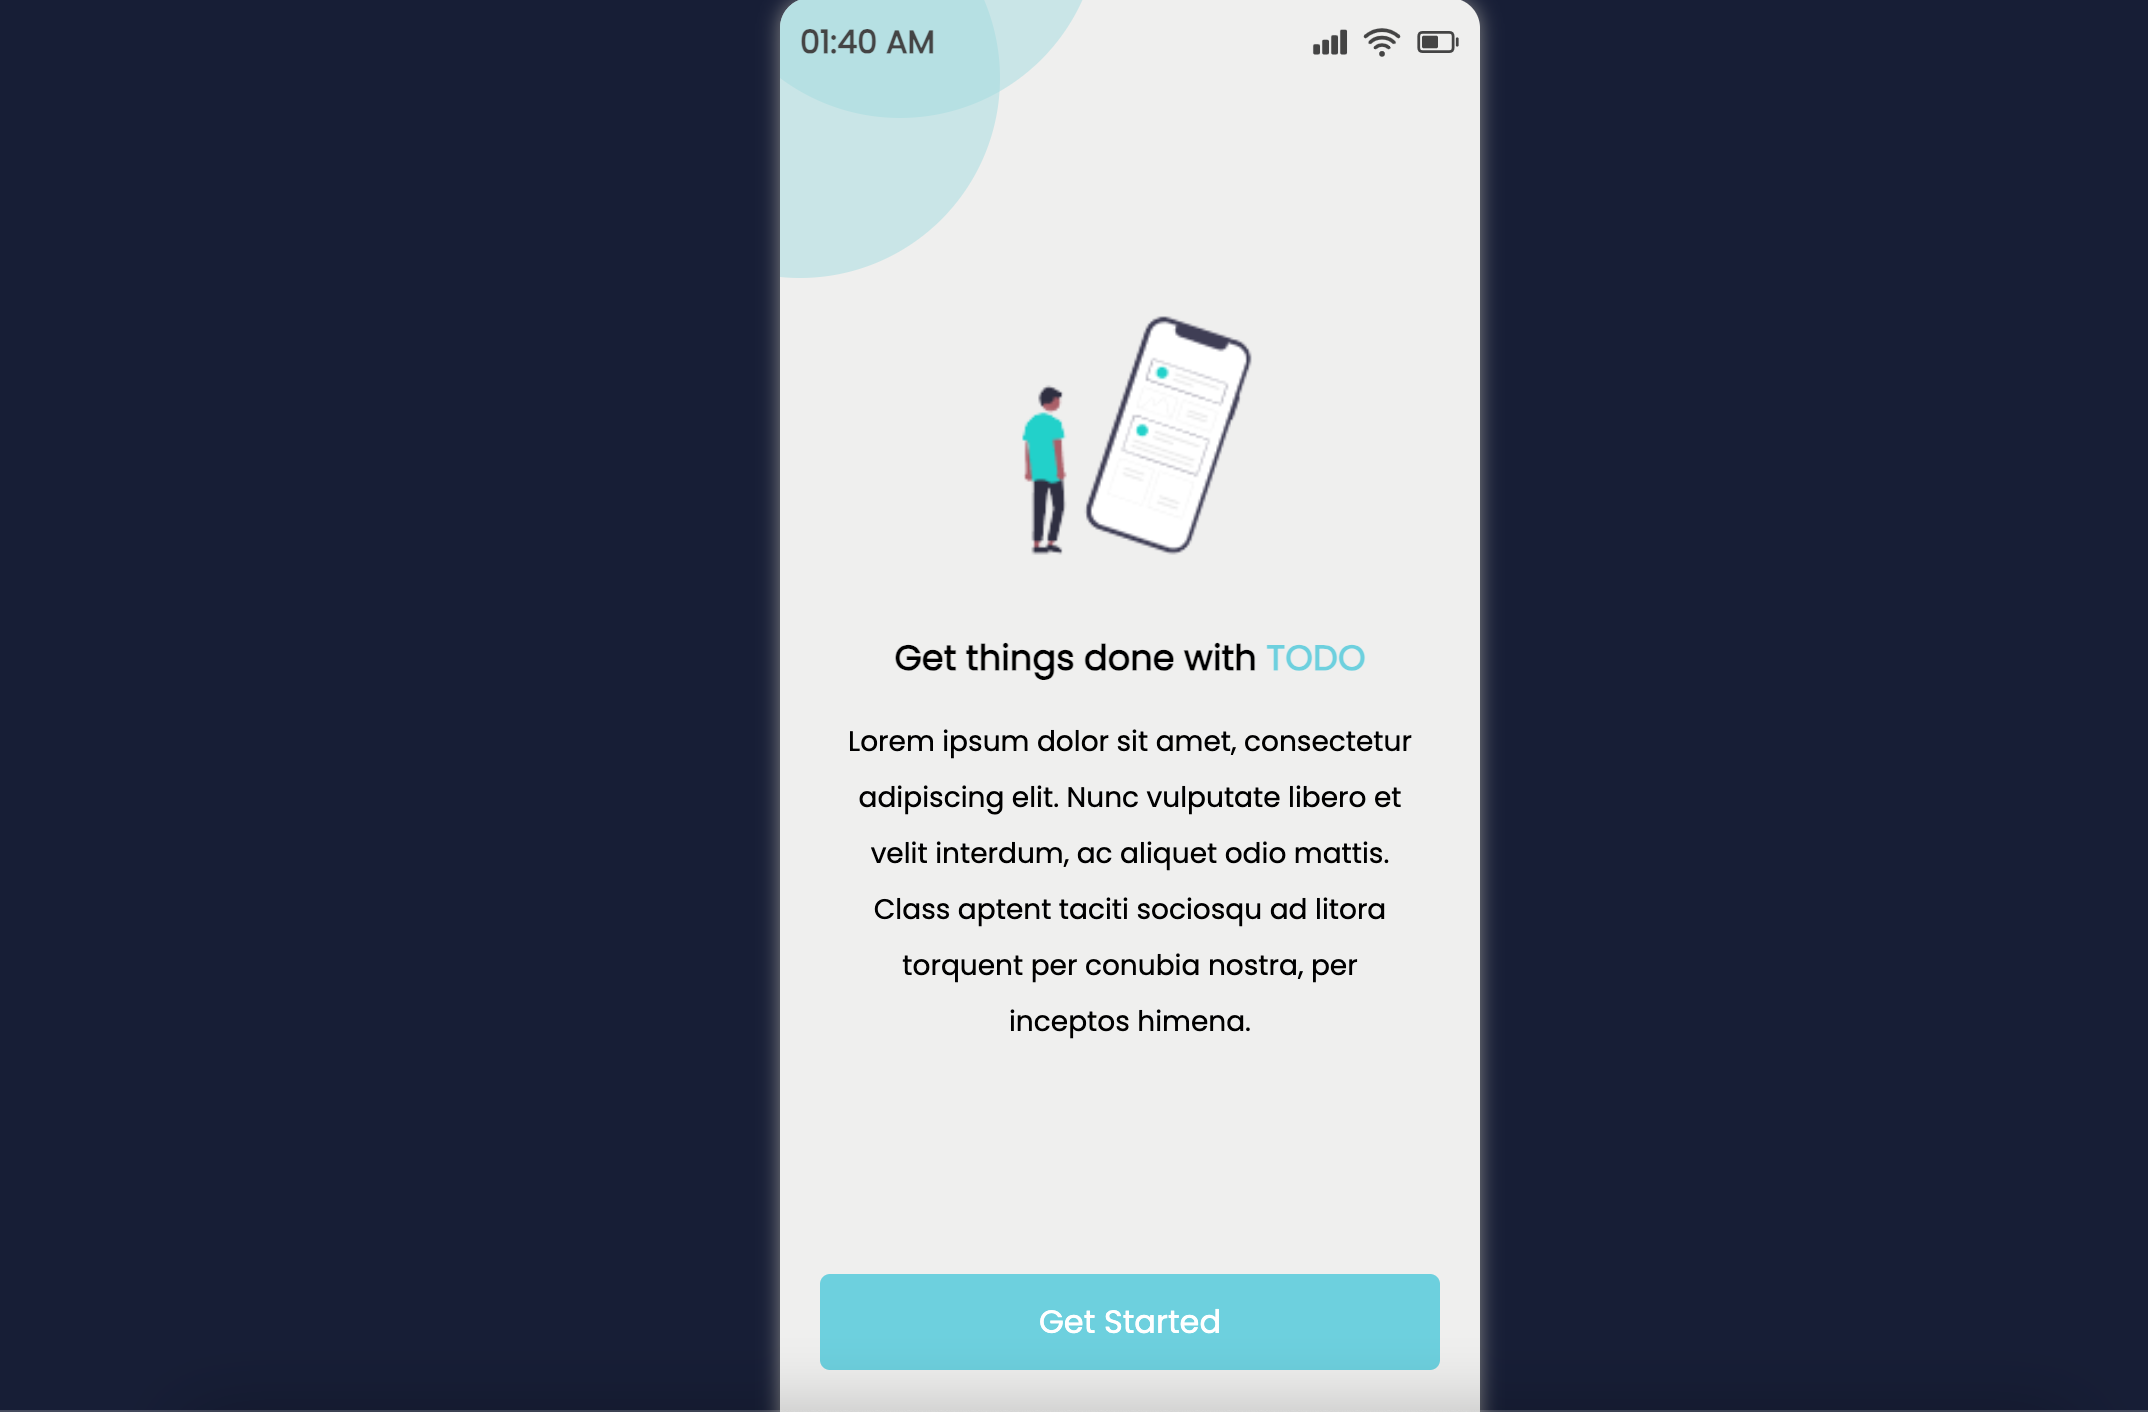 01:40 AM
Get things done with TODO
Lorem ipsum dolor sit amet, consectetur
adipiscing elit. Nunc vulputate libero et
velit interdum, ac aliquet odio mattis.
Class aptent taciti sociosqu ad litora
torquent per conubia nostra, per
inceptos himena.
Get Started